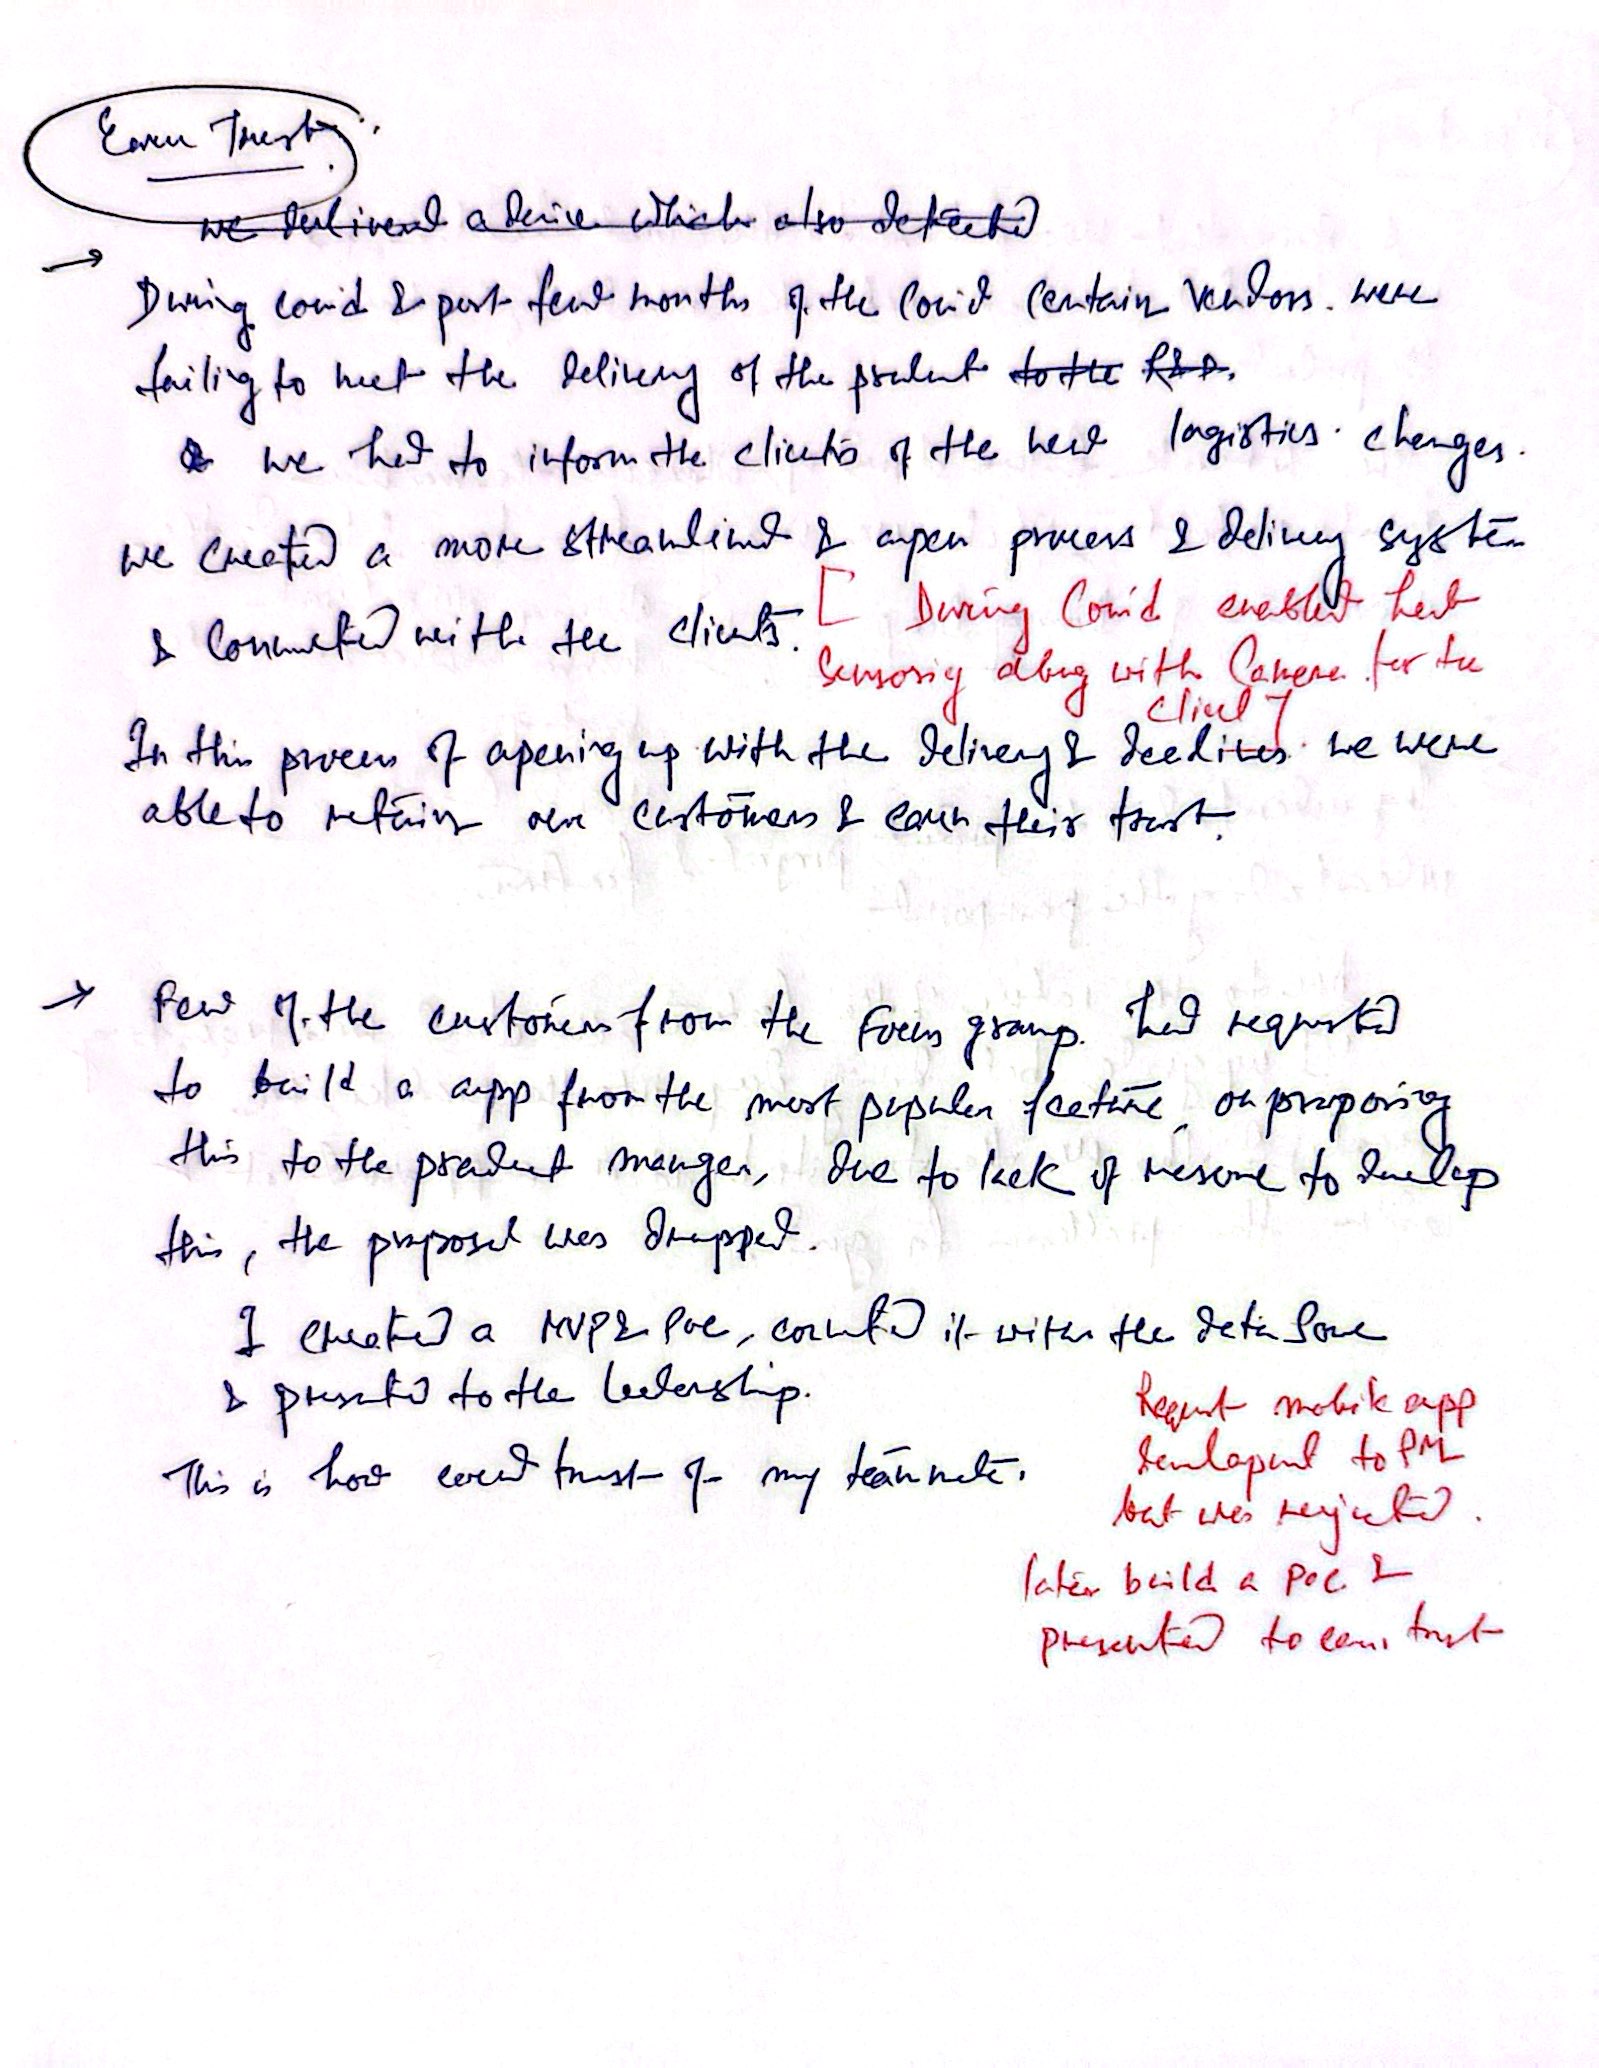 Earn Trust:
we delivered a device which also detected
→
During covid & post few months of the Covid certain vendors. were
failing to meet the delivery of the product to the R&D.
& we had to inform the clients of the new logistics changes.
we created a more streamlined & open process & delivery system
& connected with the clients.
[ During Covid enabled heat
sensosig along with Camera for the
client ]
In this process of opening up with the delivery & deadlines. we were
able to retain our customers & earn their trust.
→ Few of the customers from the Focus group. had requested
to build a app from the most popular feature, on proposing
this to the product manger, due to lack of resource to develop
this, the proposal was dropped.
I created a MVP & PoC, connected it with the data
& presented to the leadership.
This is how earned trust of my teammate.
Request mobile app
development to PM
but was rejected.
later build a POC &
presented to earn trust